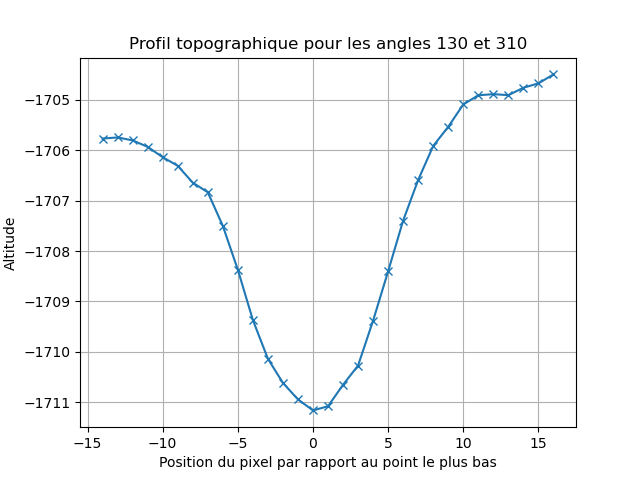 Profil topographique pour les angles 130 et 310
Altitude
−1705
−1706
−1707
−1708
−1709
−1710
−1711
−15 −10 −5 0 5 10 15
Position du pixel par rapport au point le plus bas